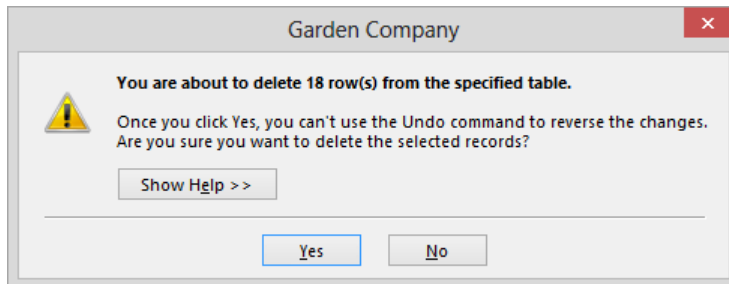 Garden Company
You are about to delete 18 row(s) from the specified table.
Once you click Yes, you can't use the Undo command to reverse the changes.
Are you sure you want to delete the selected records?
Show Help >>
Yes
No